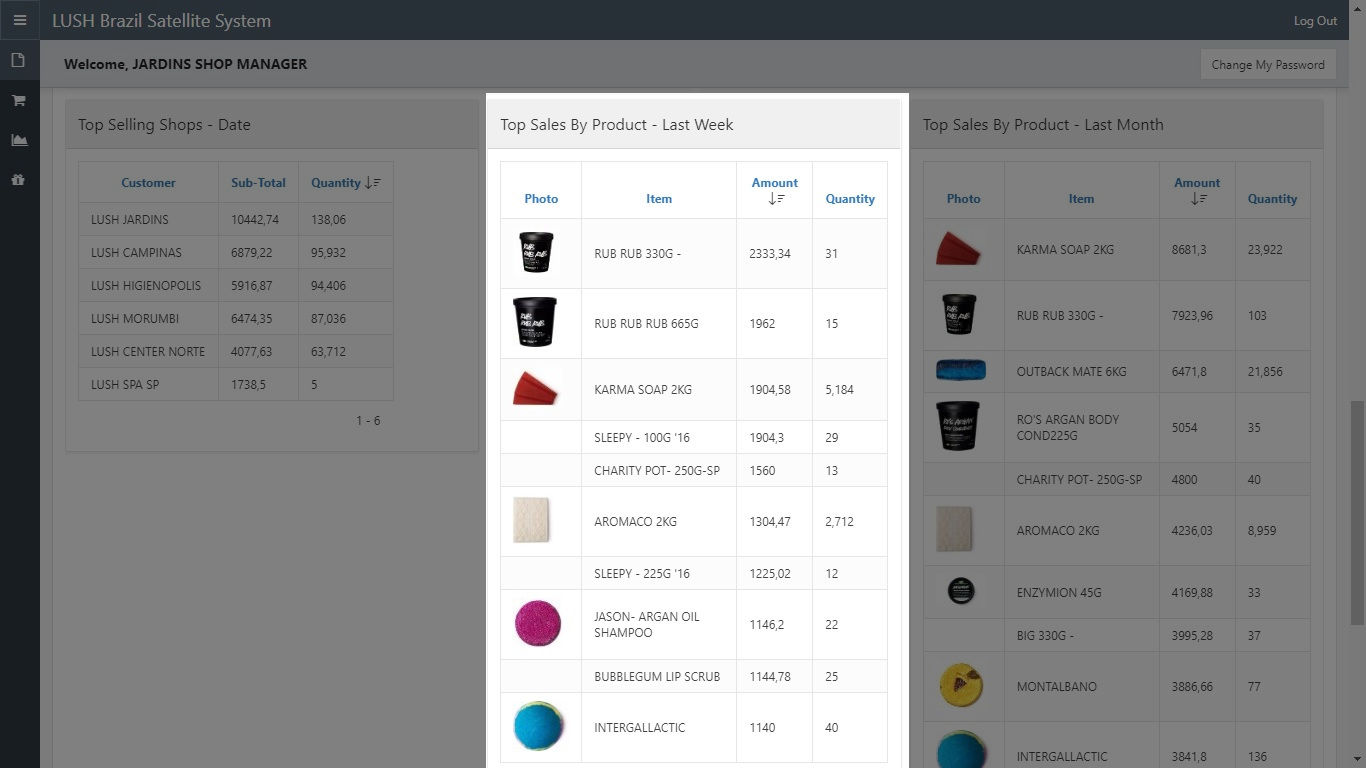 LUSH Brazil Satellite System
Log Out
Welcome, JARDINS SHOP MANAGER
Change My Password
Top Selling Shops - Date
Customer Sub-Total Quantity
LUSH JARDINS 10442,74 138,06
LUSH CAMPINAS 6879,22 95,932
LUSH HIGIENOPOLIS 5916,87 94,406
LUSH MORUMBI 6474,35 87,036
LUSH CENTER NORTE 4077,63 63,712
LUSH SPA SP 1738,5 5
1 - 6
Top Sales By Product - Last Week
Photo Item Amount Quantity
RUB RUB 330G - 2333,34 31
RUB RUB RUB 665G 1962 15
KARMA SOAP 2KG 1904,58 5,184
SLEEPY - 100G '16 1904,3 29
CHARITY POT- 250G-SP 1560 13
AROMACO 2KG 1304,47 2,712
SLEEPY - 225G '16 1225,02 12
JASON- ARGAN OIL
SHAMPOO 1146,2 22
BUBBLEGUM LIP SCRUB 1144,78 25
INTERGALLACTIC 1140 40
Top Sales By Product - Last Month
Photo Item Amount Quantity
KARMA SOAP 2KG 8681,3 23,922
RUB RUB 330G - 7923,96 103
OUTBACK MATE 6KG 6471,8 21,856
RO'S ARGAN BODY
COND225G 5054 35
CHARITY POT- 250G-SP 4800 40
AROMACO 2KG 4236,03 8,959
ENZYMION 45G 4169,88 33
BIG 330G - 3995,28 37
MONTALBANO 3886,66 77
INTERGALLACTIC 3841,8 136